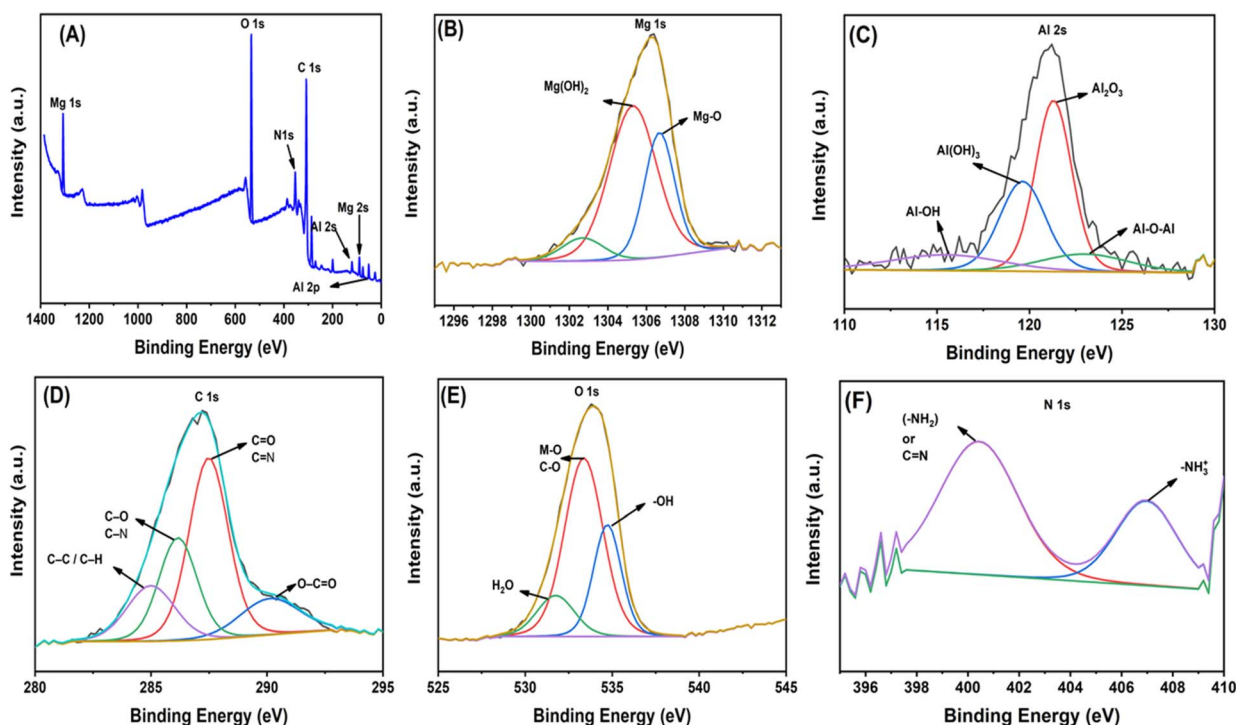 (A)
O 1s
C 1s
Mg 1s
N1s
Mg 2s
Al 2s
Al 2p
Intensity (a.u.)
1400 1200 1000 800 600 400 200 0
Binding Energy (eV)
(B)
Mg 1s
Mg(OH)₂
Mg-O
Intensity (a.u.)
1296 1298 1301 1303 1305 1306 1308 1310 1313
Binding Energy (eV)
(C)
Al 2s
Al₂O₃
Al(OH)₃
Al-OH
Al-O-Al
Intensity (a.u.)
110 115 120 125 130
Binding Energy (eV)
(D)
C 1s
C=O
C=N
C–O
C–N
C–C / C–H
O–C=O
Intensity (a.u.)
280 285 290 295
Binding Energy (eV)
(E)
O 1s
M-O
C-O
-OH
H₂O
Intensity (a.u.)
525 530 535 540 545
Binding Energy (eV)
(F)
N 1s
(-NH₂)
or
C=N
-NH₃⁺
Intensity (a.u.)
396 398 400 402 404 406 408 410
Binding Energy (eV)